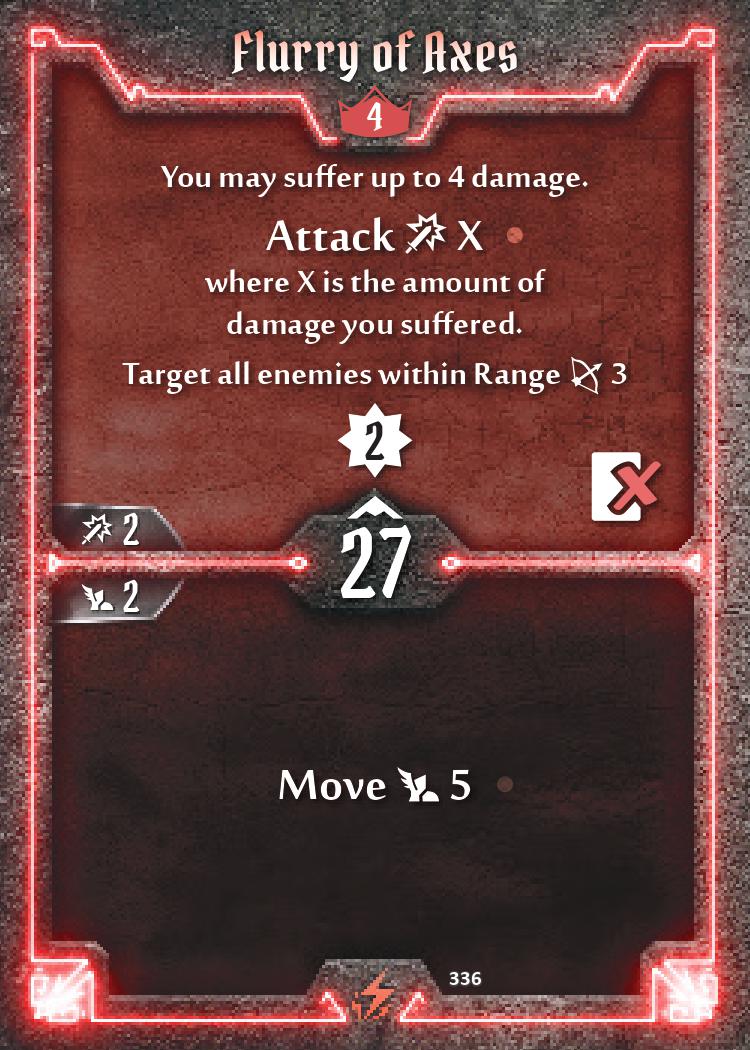 Flurry of Axes
4
You may suffer up to 4 damage.
Attack X
where X is the amount of
damage you suffered.
Target all enemies within Range 3
2
2
27
2
Move 5
336